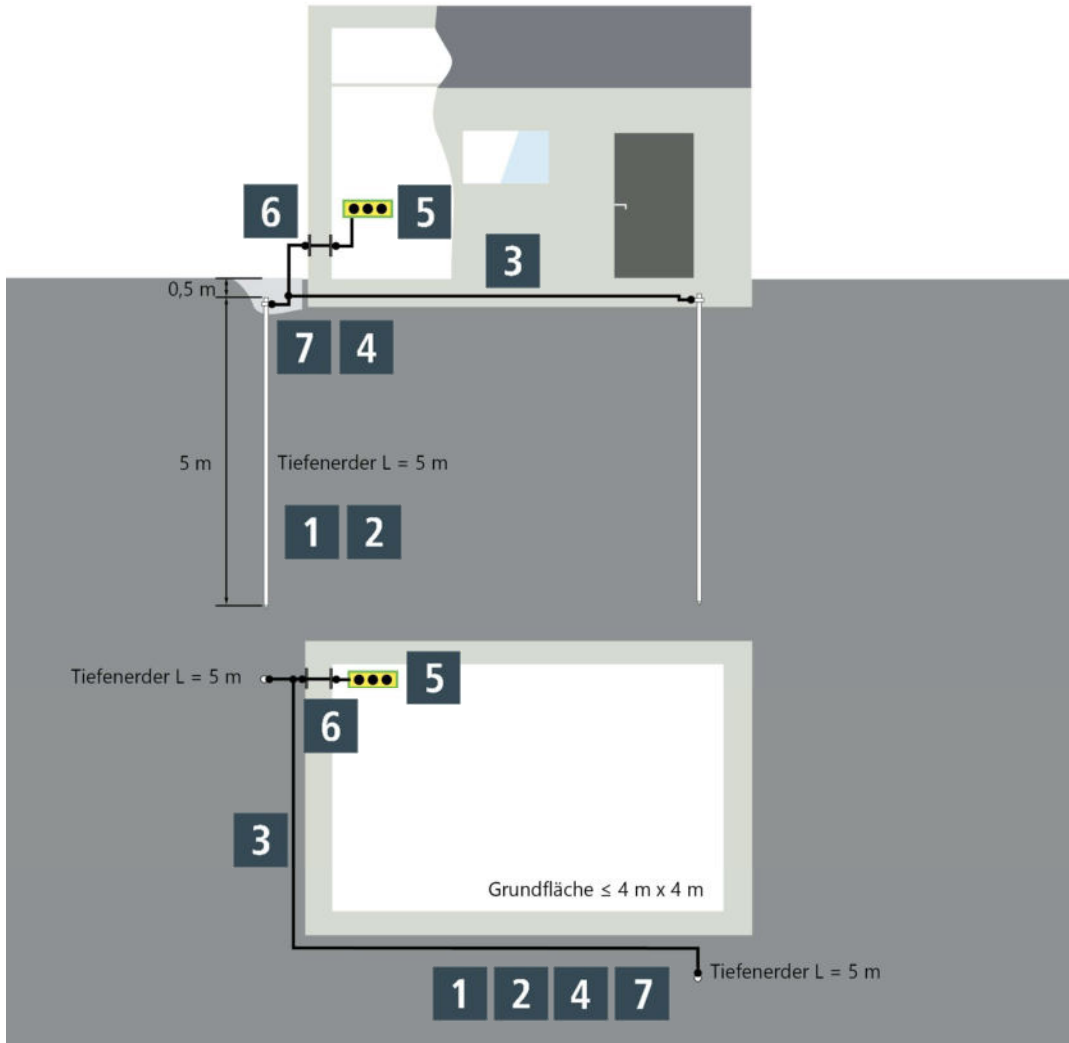 6
5
3
0,5 m
7 4
5 m
Tiefenerder L = 5 m
1 2
Tiefenerder L = 5 m
5
6
3
Grundfläche ≤ 4 m x 4 m
Tiefenerder L = 5 m
1 2 4 7